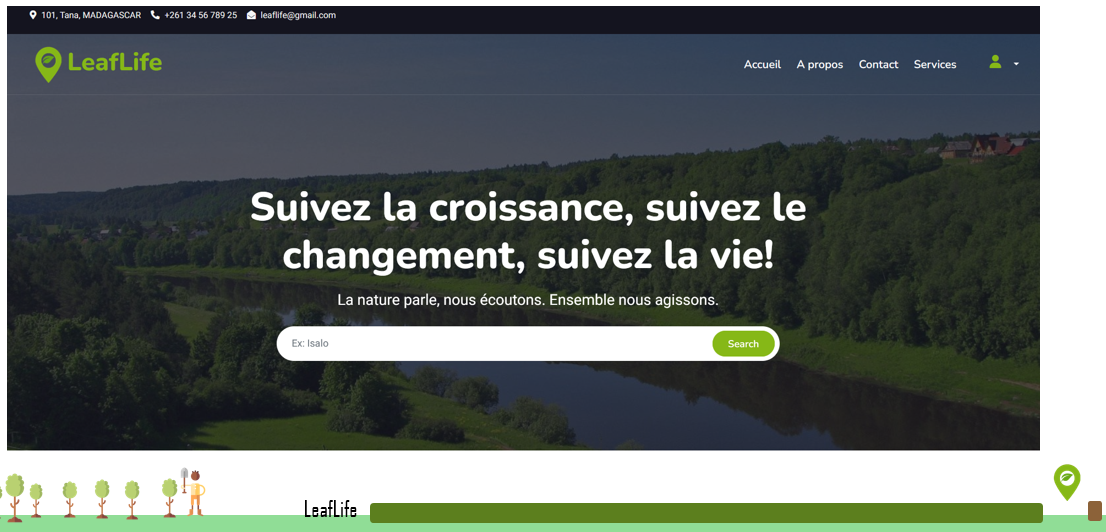 101, Tana, MADAGASCAR +261 34 56 789 25 leaflife@gmail.com
LeafLife
Accueil A propos Contact Services
Suivez la croissance, suivez le
changement, suivez la vie!
La nature parle, nous écoutons. Ensemble nous agissons.
Ex: Isalo Search
LeafLife